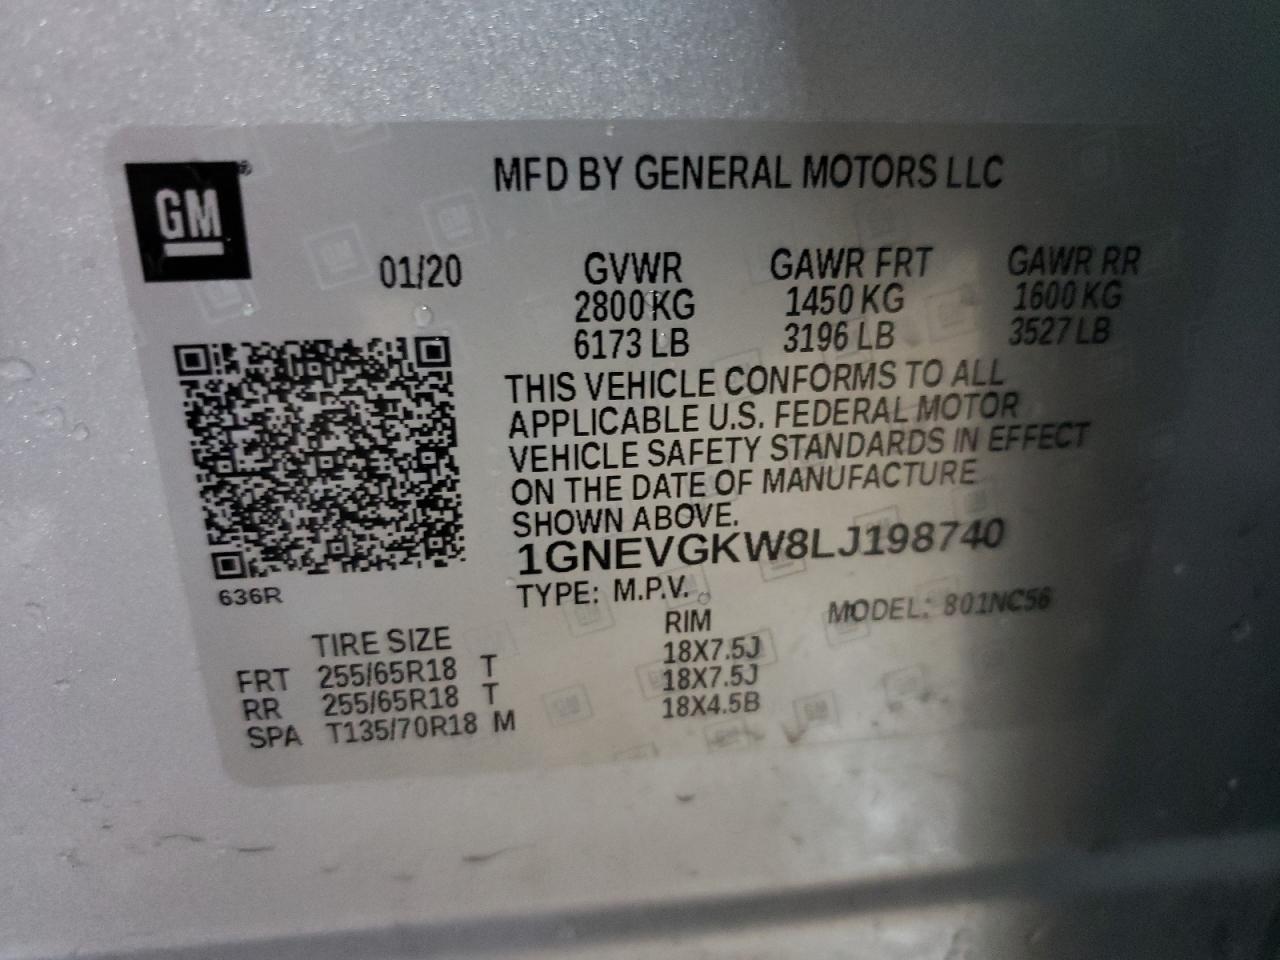 GM
MFD BY GENERAL MOTORS LLC
01/20
GVWR GAWR FRT GAWR RR
2800 KG 1450 KG 1600 KG
6173 LB 3196 LB 3527 LB
THIS VEHICLE CONFORMS TO ALL
APPLICABLE U.S. FEDERAL MOTOR
VEHICLE SAFETY STANDARDS IN EFFECT
ON THE DATE OF MANUFACTURE
SHOWN ABOVE.
1GNEVGKW8LJ198740
636R
TYPE: M.P.V. MODEL: 801NC56
TIRE SIZE RIM
FRT 255/65R18 T 18X7.5J
RR 255/65R18 T 18X7.5J
SPA T135/70R18 M 18X4.5B